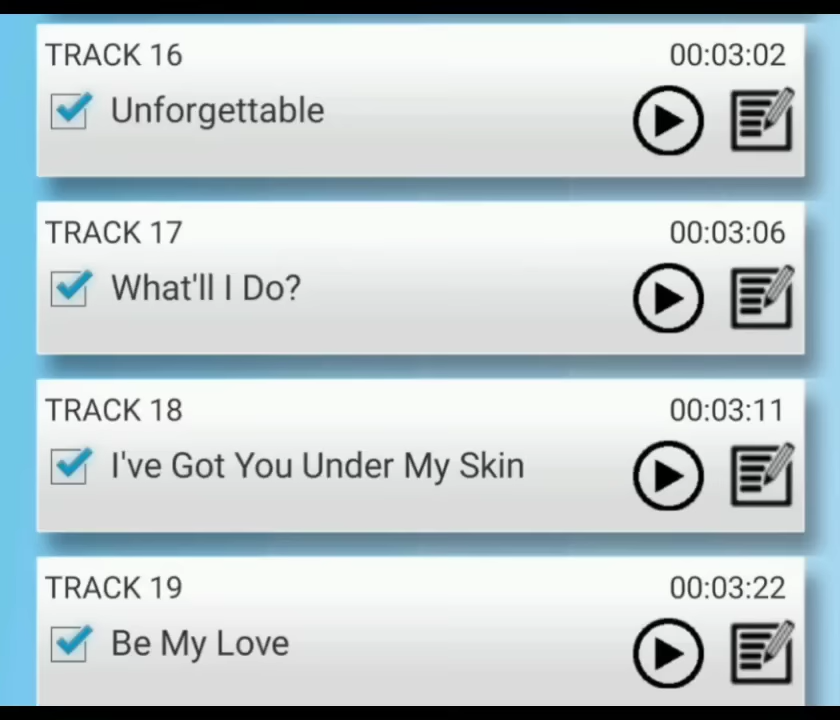 TRACK 16 00:03:02
Unforgettable
TRACK 17 00:03:06
What'll I Do?
TRACK 18 00:03:11
I've Got You Under My Skin
TRACK 19 00:03:22
Be My Love